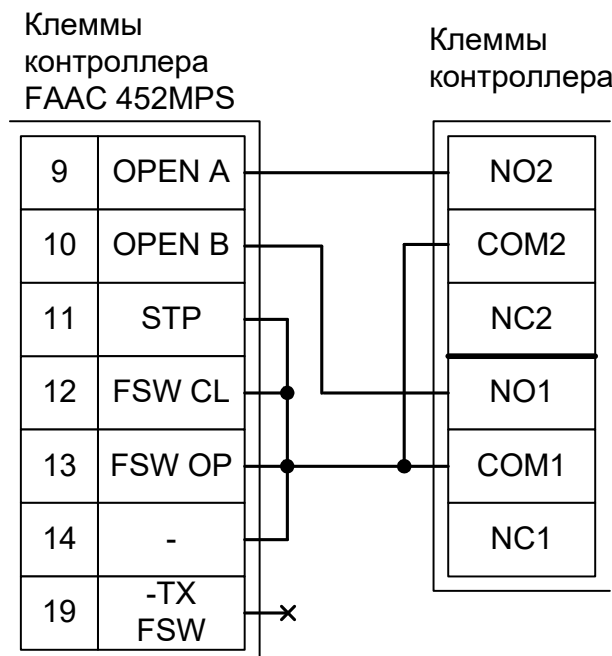 Клеммы
контроллера
FAAC 452MPS
Клеммы
контроллера
9 OPEN A
10 OPEN B
11 STP
12 FSW CL
13 FSW OP
14 -
19 -TX
FSW
NO2
COM2
NC2
NO1
COM1
NC1